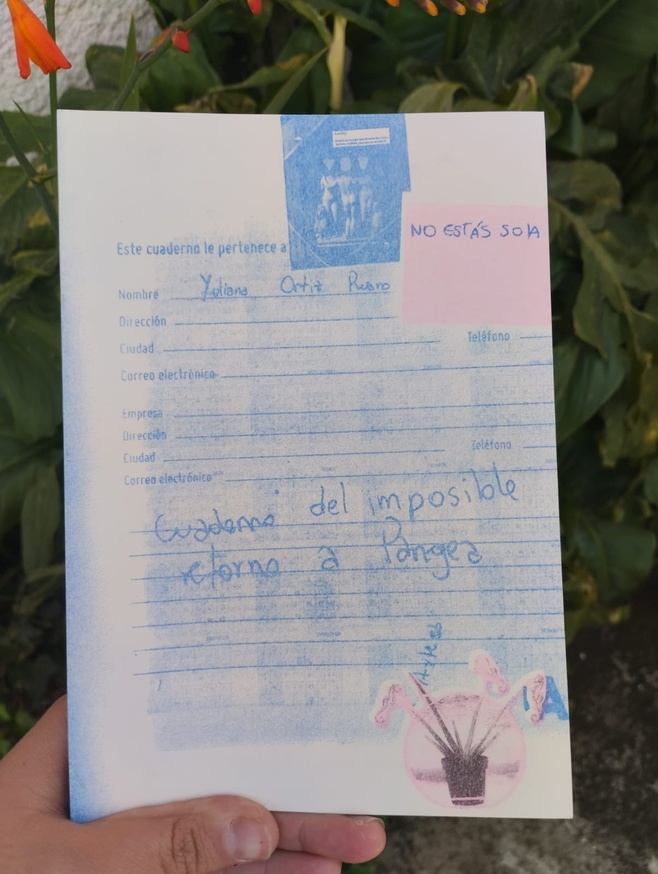 Este cuaderno le pertenece a
NO ESTÁS SOLA
Nombre Yuliana Ortiz Ruano
Dirección
Ciudad Teléfono
Correo electrónico
Empresa
Dirección
Ciudad Teléfono
Correo electrónico
Cuaderno del imposible
retorno a Pangea